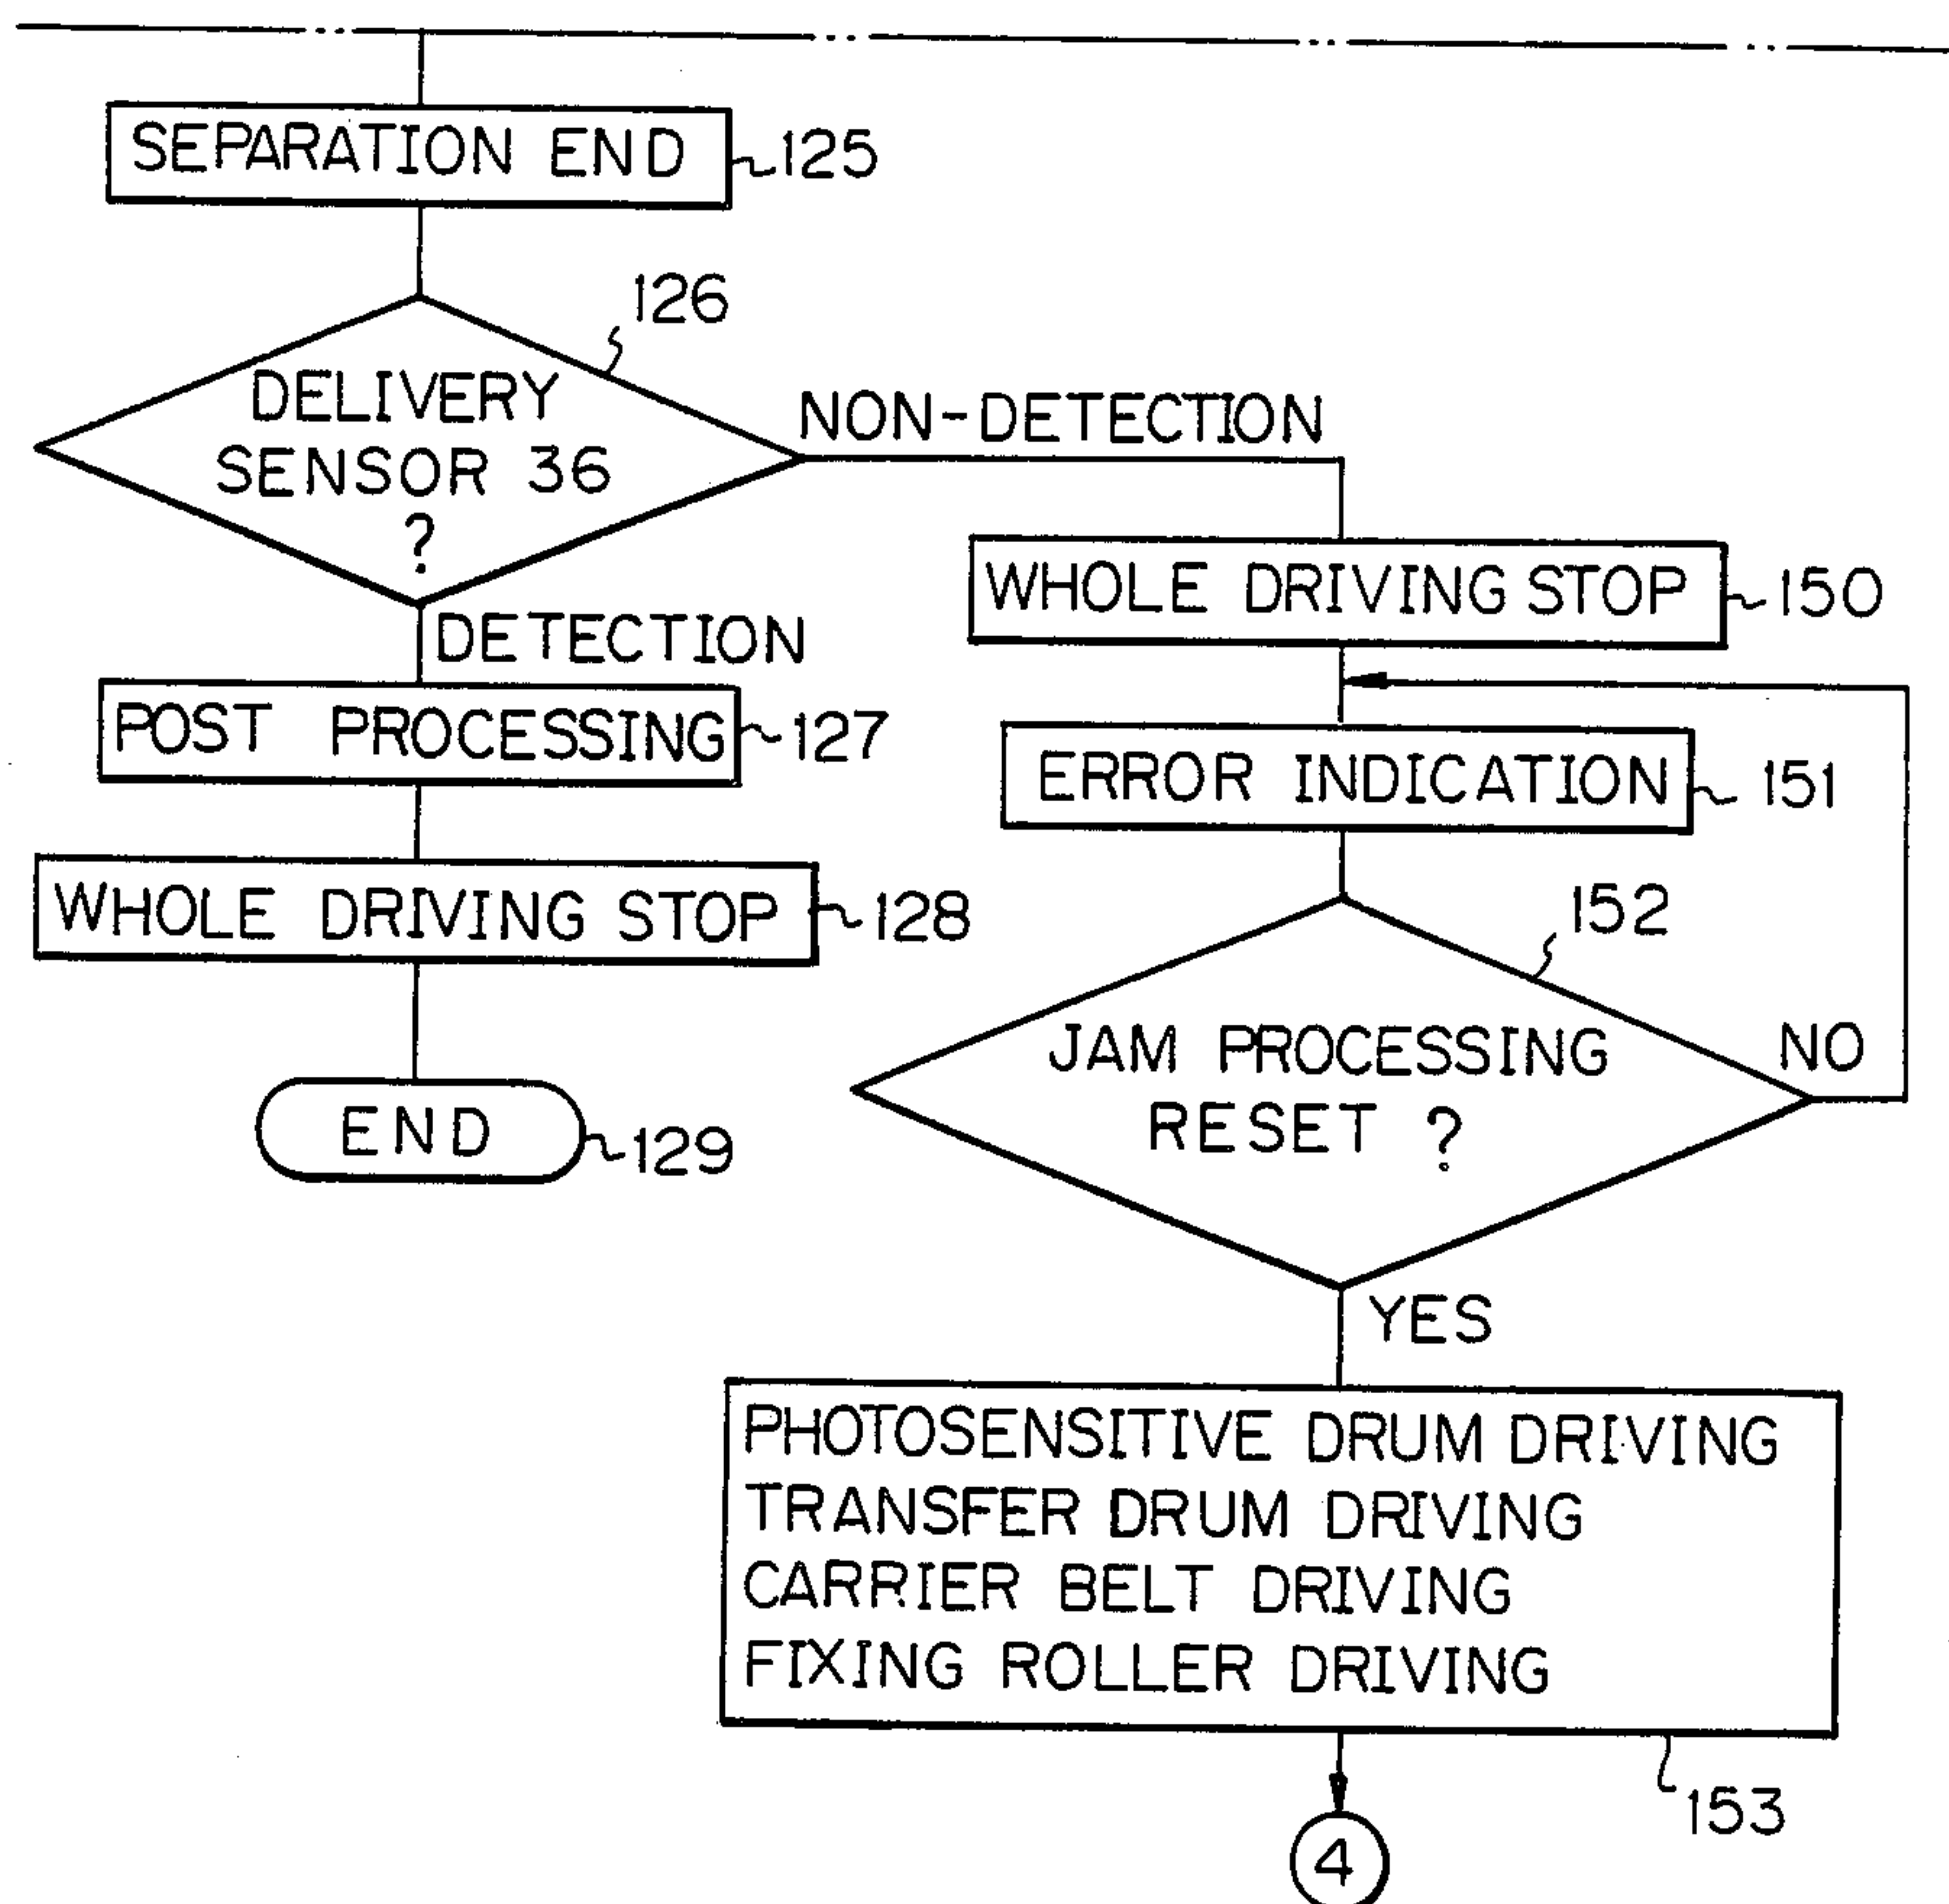 SEPARATION END
125
126
DELIVERY
SENSOR 36
?
NON-DETECTION
DETECTION
POST PROCESSING
127
WHOLE DRIVING STOP
128
END
129
WHOLE DRIVING STOP
150
ERROR INDICATION
151
152
JAM PROCESSING
RESET ?
NO
YES
PHOTOSENSITIVE DRUM DRIVING
TRANSFER DRUM DRIVING
CARRIER BELT DRIVING
FIXING ROLLER DRIVING
153
4